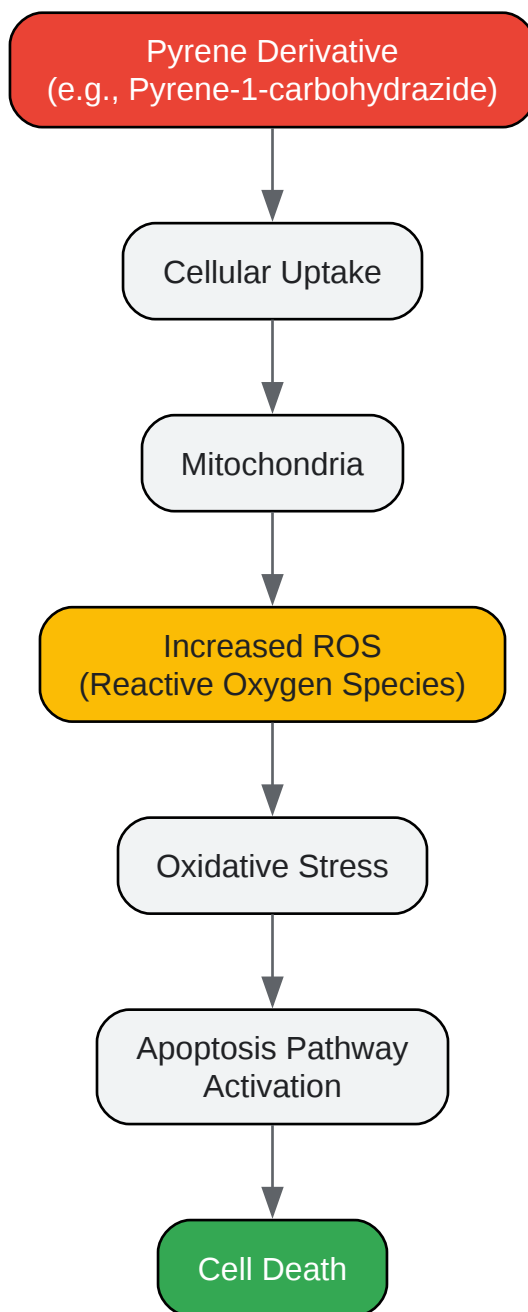 Pyrene Derivative
(e.g., Pyrene-1-carbohydrazide)
Cellular Uptake
Mitochondria
Increased ROS
(Reactive Oxygen Species)
Oxidative Stress
Apoptosis Pathway
Activation
Cell Death